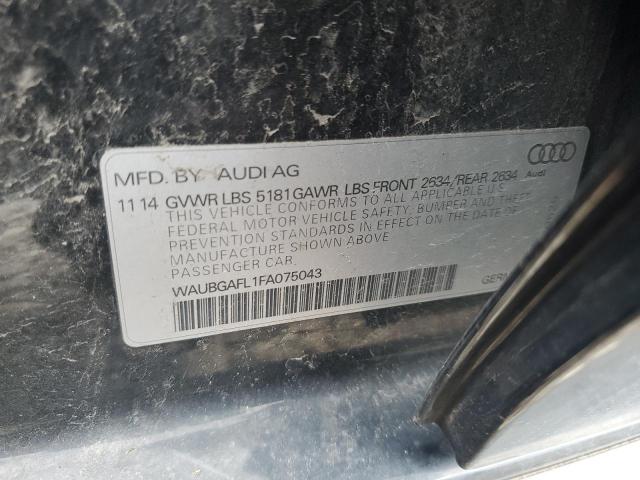 MFD. BY AUDI AG
Audi
11 14 GVWR LBS 5181 GAWR LBS FRONT 2634/REAR 2634
THIS VEHICLE CONFORMS TO ALL APPLICABLE U.S.
FEDERAL MOTOR VEHICLE SAFETY, BUMPER AND THEFT
PREVENTION STANDARDS IN EFFECT ON THE DATE OF
MANUFACTURE SHOWN ABOVE.
PASSENGER CAR.
WAUBGAFL1FA075043